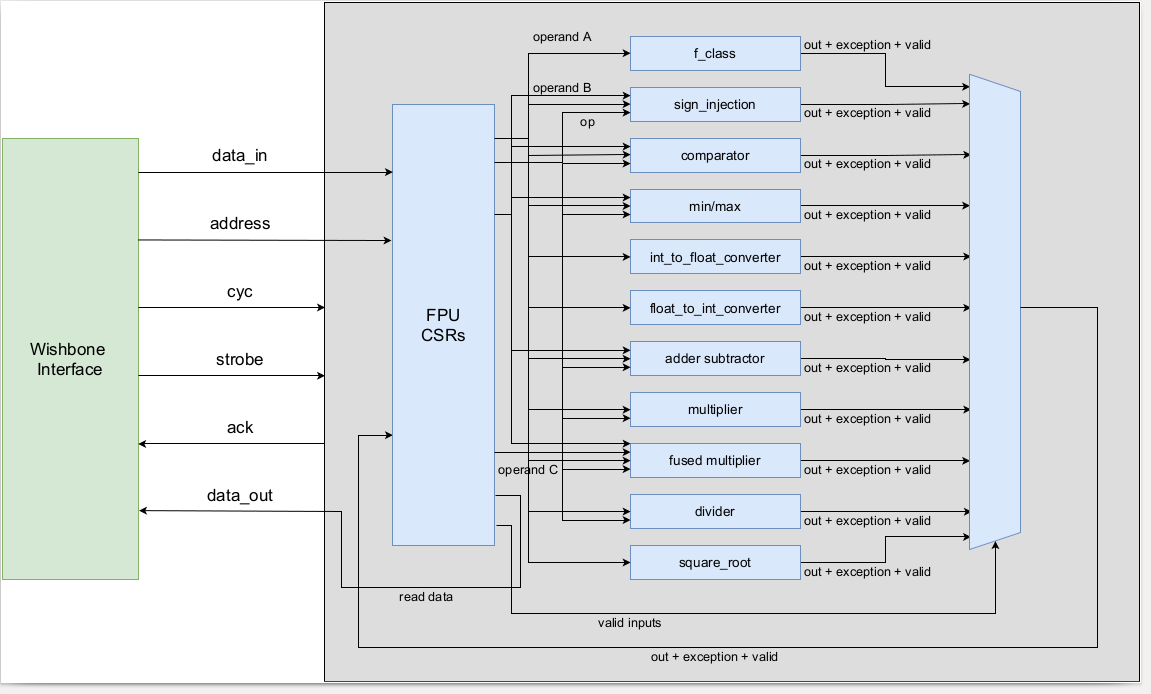 Wishbone
Interface
data_in
address
cyc
strobe
ack
data_out
FPU
CSRs
operand A
operand B
op
operand C
f_class
sign_injection
comparator
min/max
int_to_float_converter
float_to_int_converter
adder subtractor
multiplier
fused multiplier
divider
square_root
out + exception + valid
out + exception + valid
out + exception + valid
out + exception + valid
out + exception + valid
out + exception + valid
out + exception + valid
out + exception + valid
out + exception + valid
out + exception + valid
out + exception + valid
read data
valid inputs
out + exception + valid